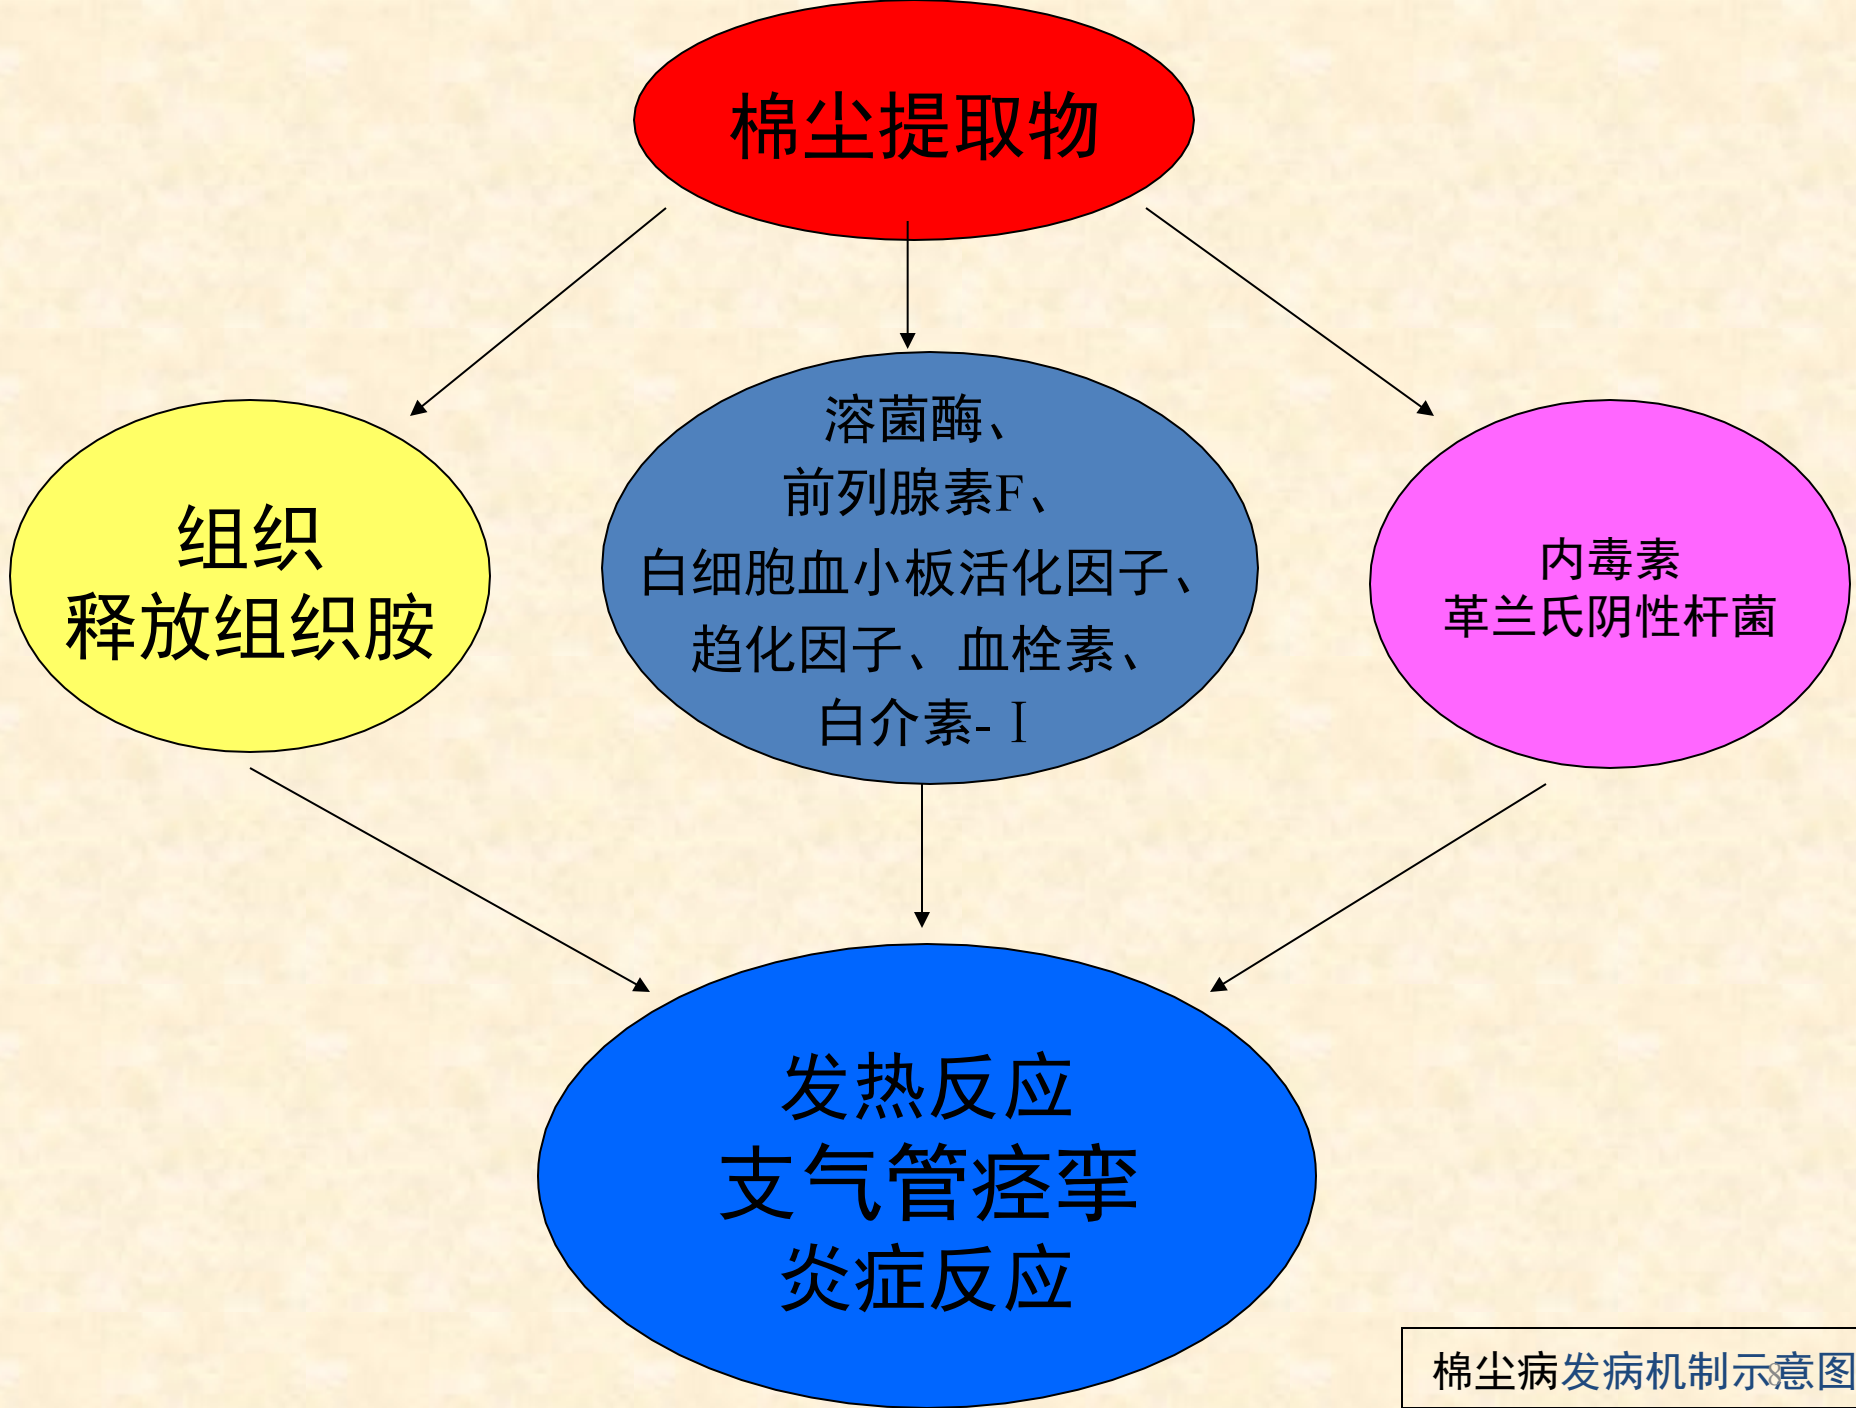 棉尘提取物
组织
释放组织胺
溶菌酶、
前列腺素F、
白细胞血小板活化因子、
趋化因子、血栓素、
白介素-Ⅰ
内毒素
革兰氏阴性杆菌
发热反应
支气管痉挛
炎症反应
棉尘病发病机制示意图
8